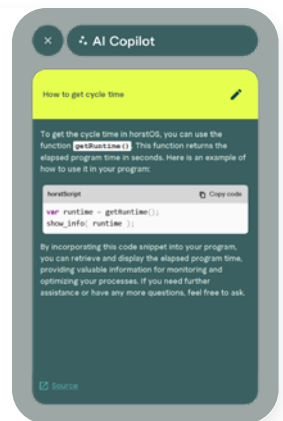 AI Copilot
How to get cycle time
To get the cycle time in horstOS, you can use the
function getRuntime() This function returns the
elapsed program time in seconds. Here is an example of
how to use it in your program:
horstScript Copy code
var runtime = getRuntime();
show_info( runtime );
By incorporating this code snippet into your program,
you can retrieve and display the elapsed program time,
providing valuable information for monitoring and
optimizing your processes. If you need further
assistance or have any more questions, feel free to ask.
Source